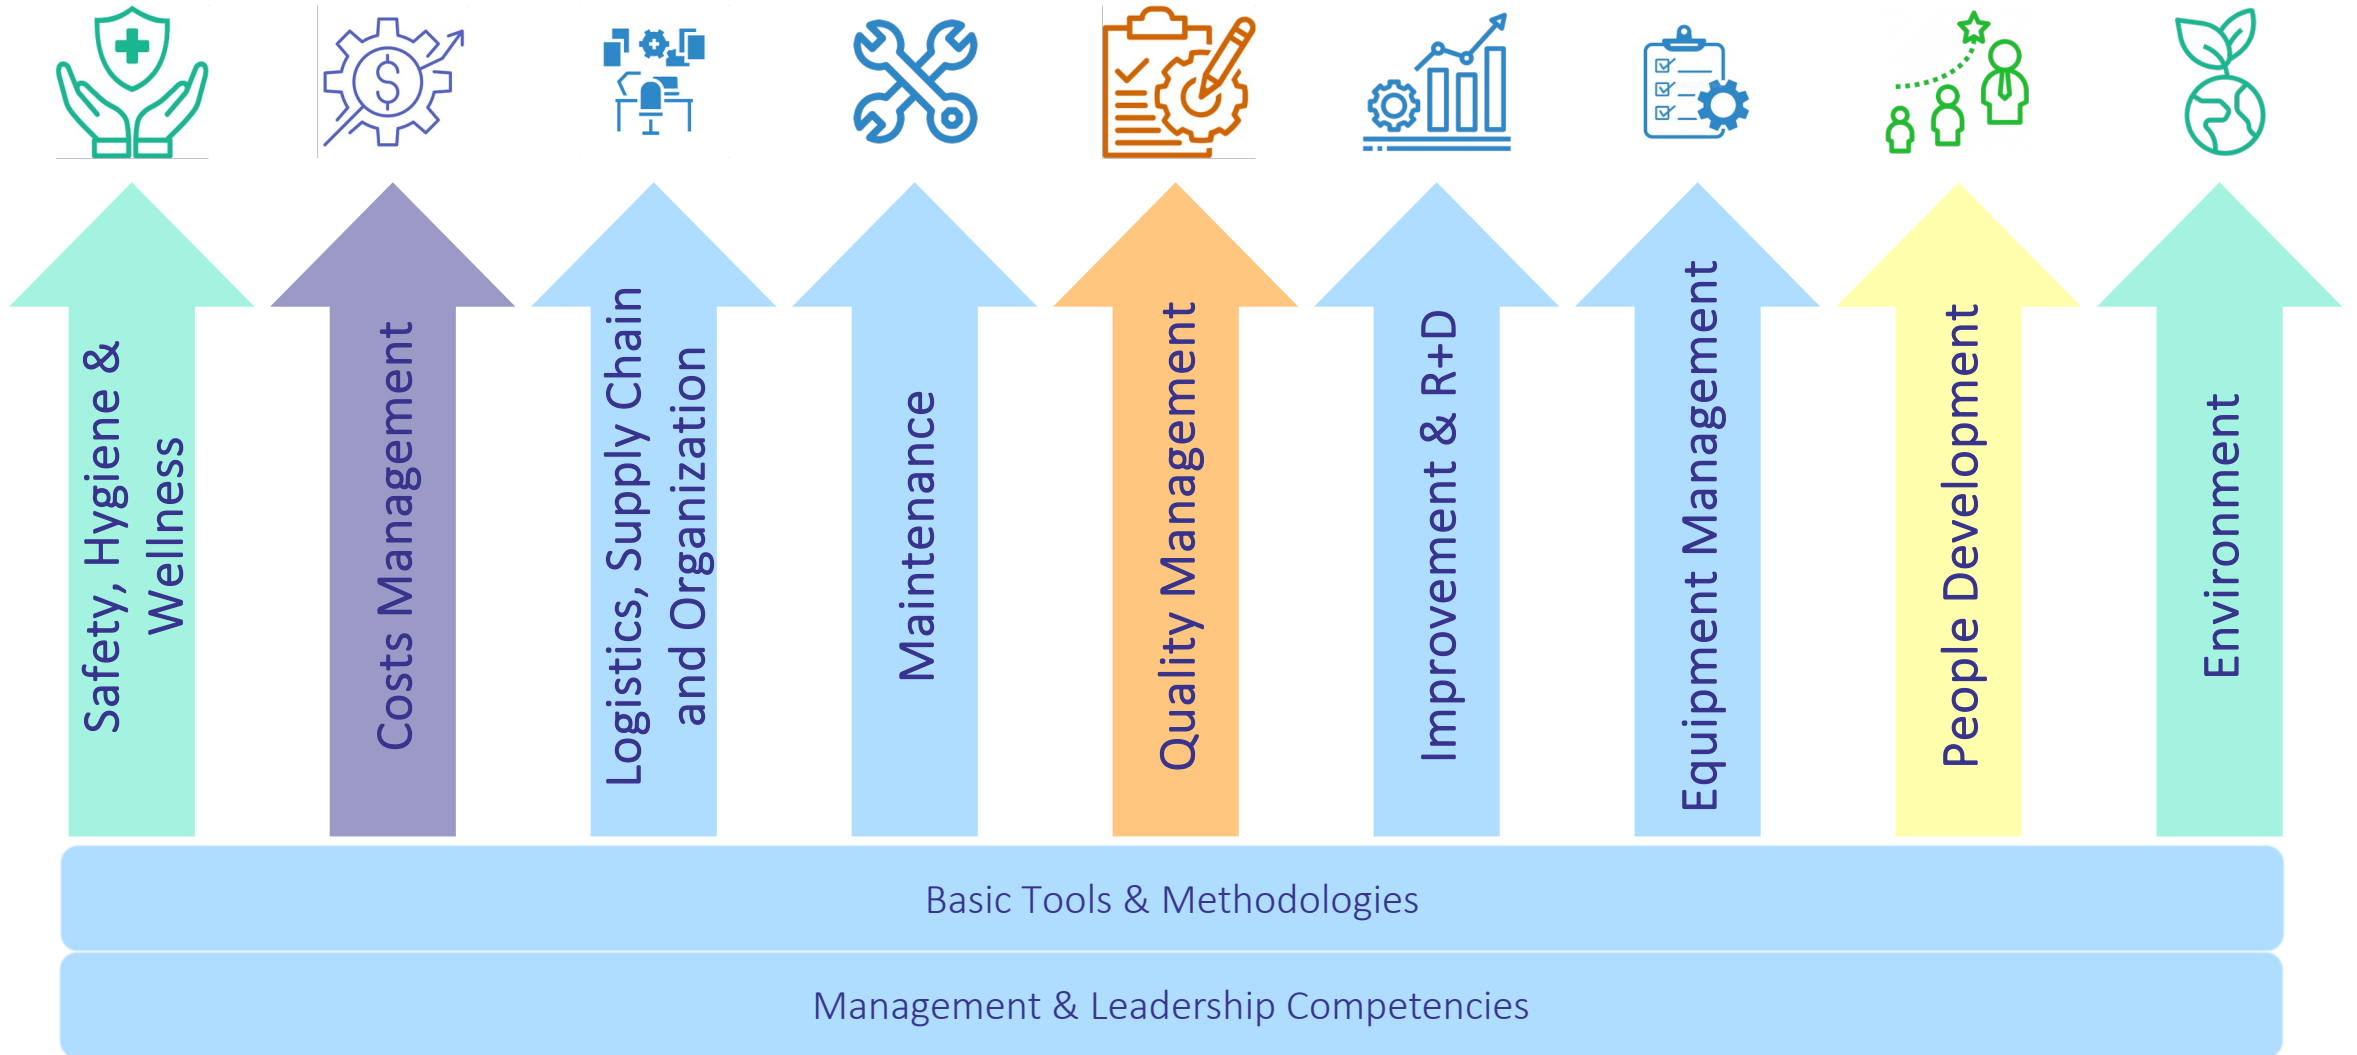 Safety, Hygiene &
Wellness
Costs Management
Logistics, Supply Chain
and Organization
Maintenance
Quality Management
Improvement & R+D
Equipment Management
People Development
Environment
Basic Tools & Methodologies
Management & Leadership Competencies